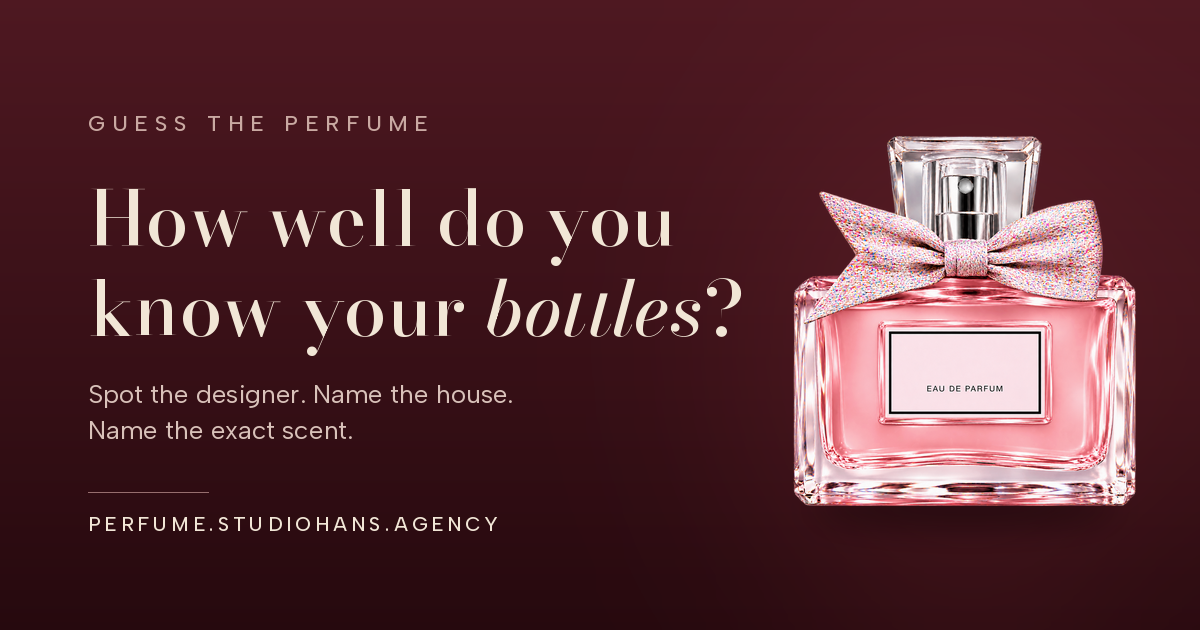 GUESS THE PERFUME
How well do you
know your bottles?
Spot the designer. Name the house.
Name the exact scent.
PERFUME.STUDIOHANS.AGENCY
EAU DE PARFUM